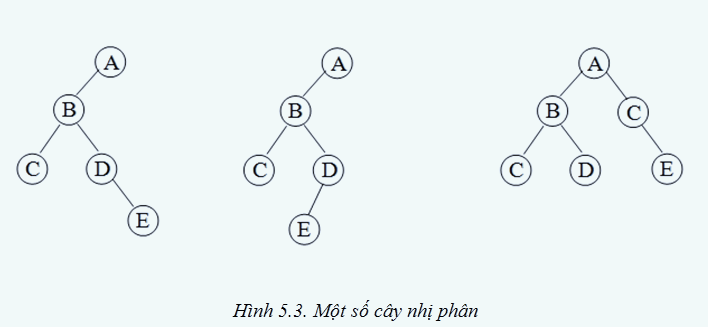 A A A
B B B C
C D C D C D E
E E
Hình 5.3. Một số cây nhị phân